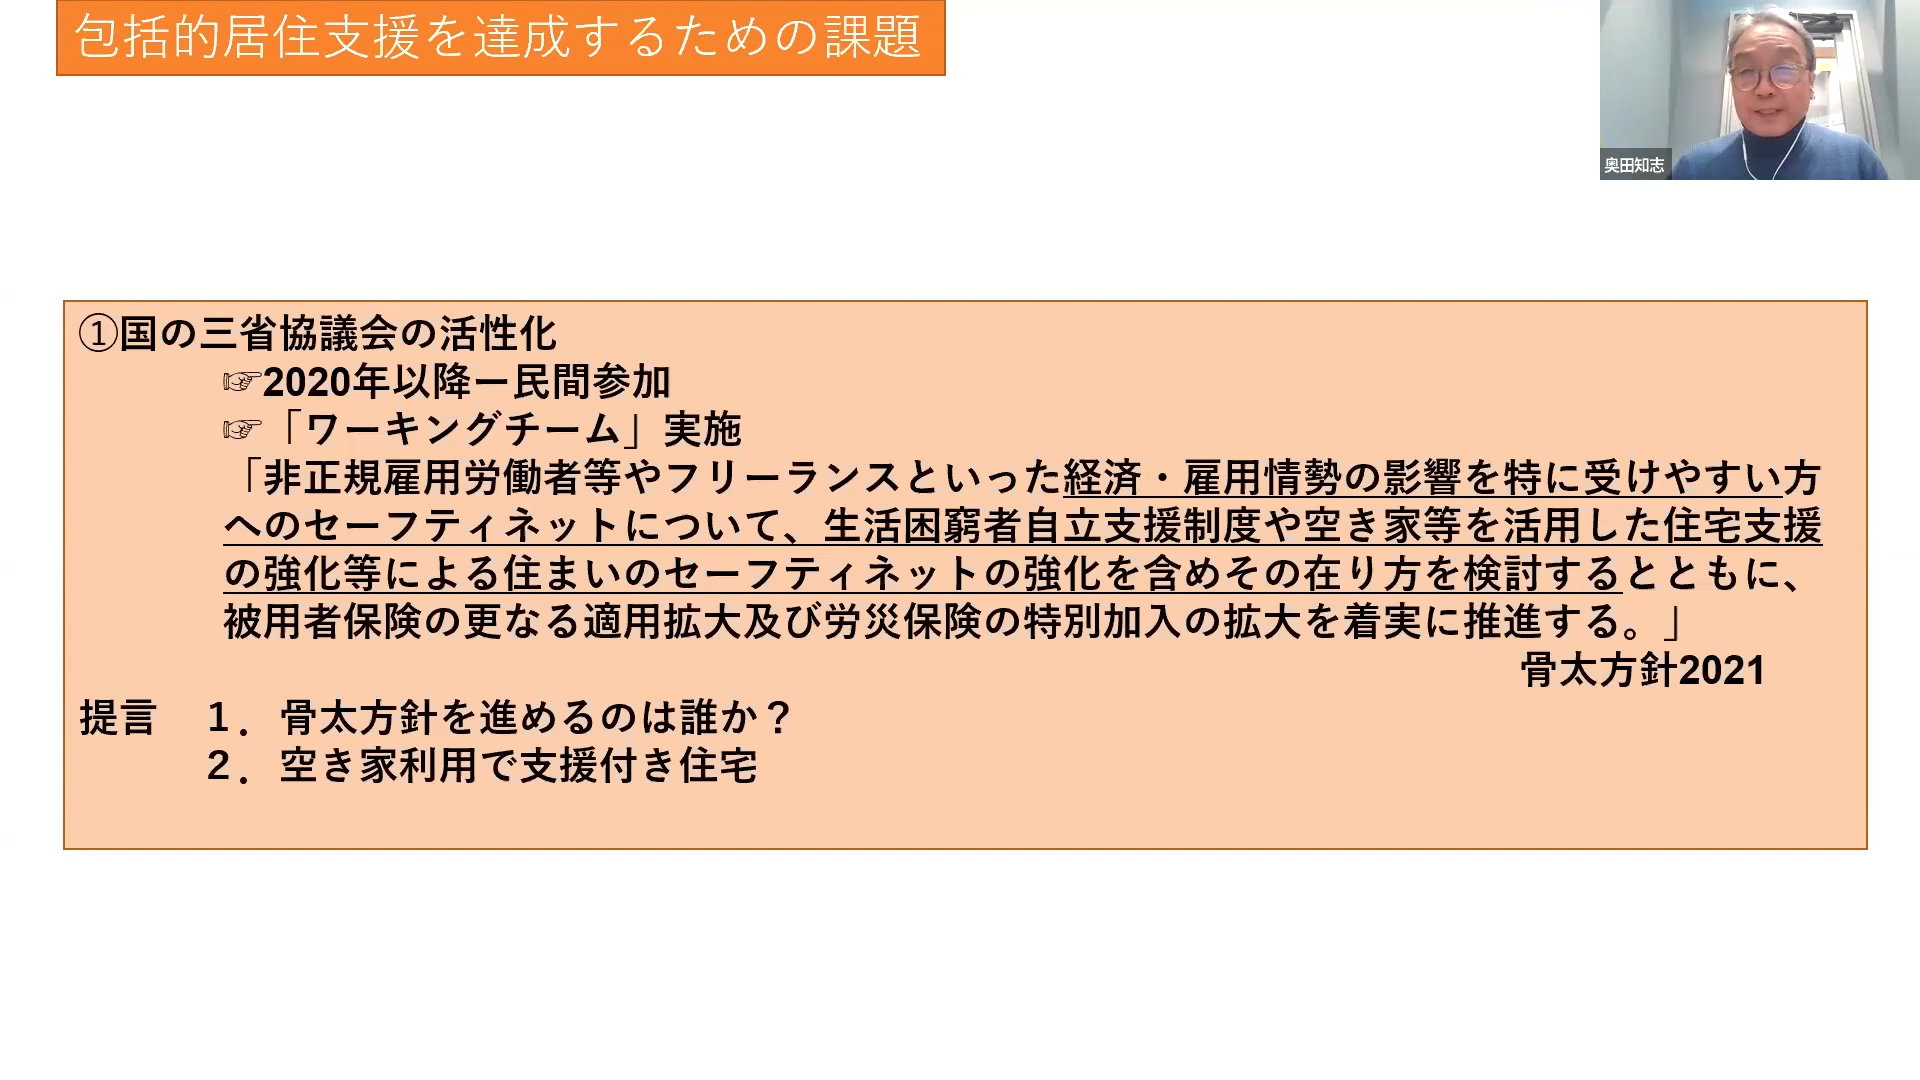 包括的居住支援を達成するための課題
奥田知志
①国の三省協議会の活性化
☞2020年以降ー民間参加
☞「ワーキングチーム」実施
「非正規雇用労働者等やフリーランスといった経済・雇用情勢の影響を特に受けやすい方
へのセーフティネットについて、生活困窮者自立支援制度や空き家等を活用した住宅支援
の強化等による住まいのセーフティネットの強化を含めその在り方を検討するとともに、
被用者保険の更なる適用拡大及び労災保険の特別加入の拡大を着実に推進する。」
骨太方針2021
提言　１．骨太方針を進めるのは誰か？
２．空き家利用で支援付き住宅